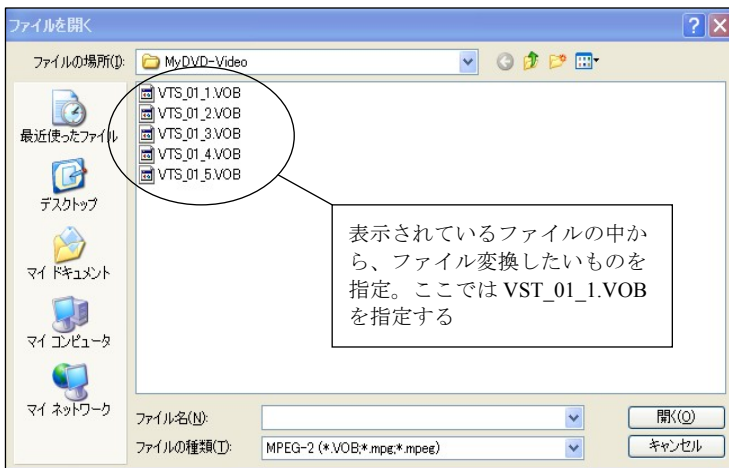 ファイルを開く
ファイルの場所(I):
MyDVD-Video
最近使ったファイル
デスクトップ
マイ ドキュメント
マイ コンピュータ
マイ ネットワーク
VTS_01_1.VOB
VTS_01_2.VOB
VTS_01_3.VOB
VTS_01_4.VOB
VTS_01_5.VOB
表示されているファイルの中か
ら、ファイル変換したいものを
指定。ここでは VST_01_1.VOB
を指定する
ファイル名(N):
開く(O)
ファイルの種類(T):
MPEG-2 (*.VOB;*.mpg;*.mpeg)
キャンセル